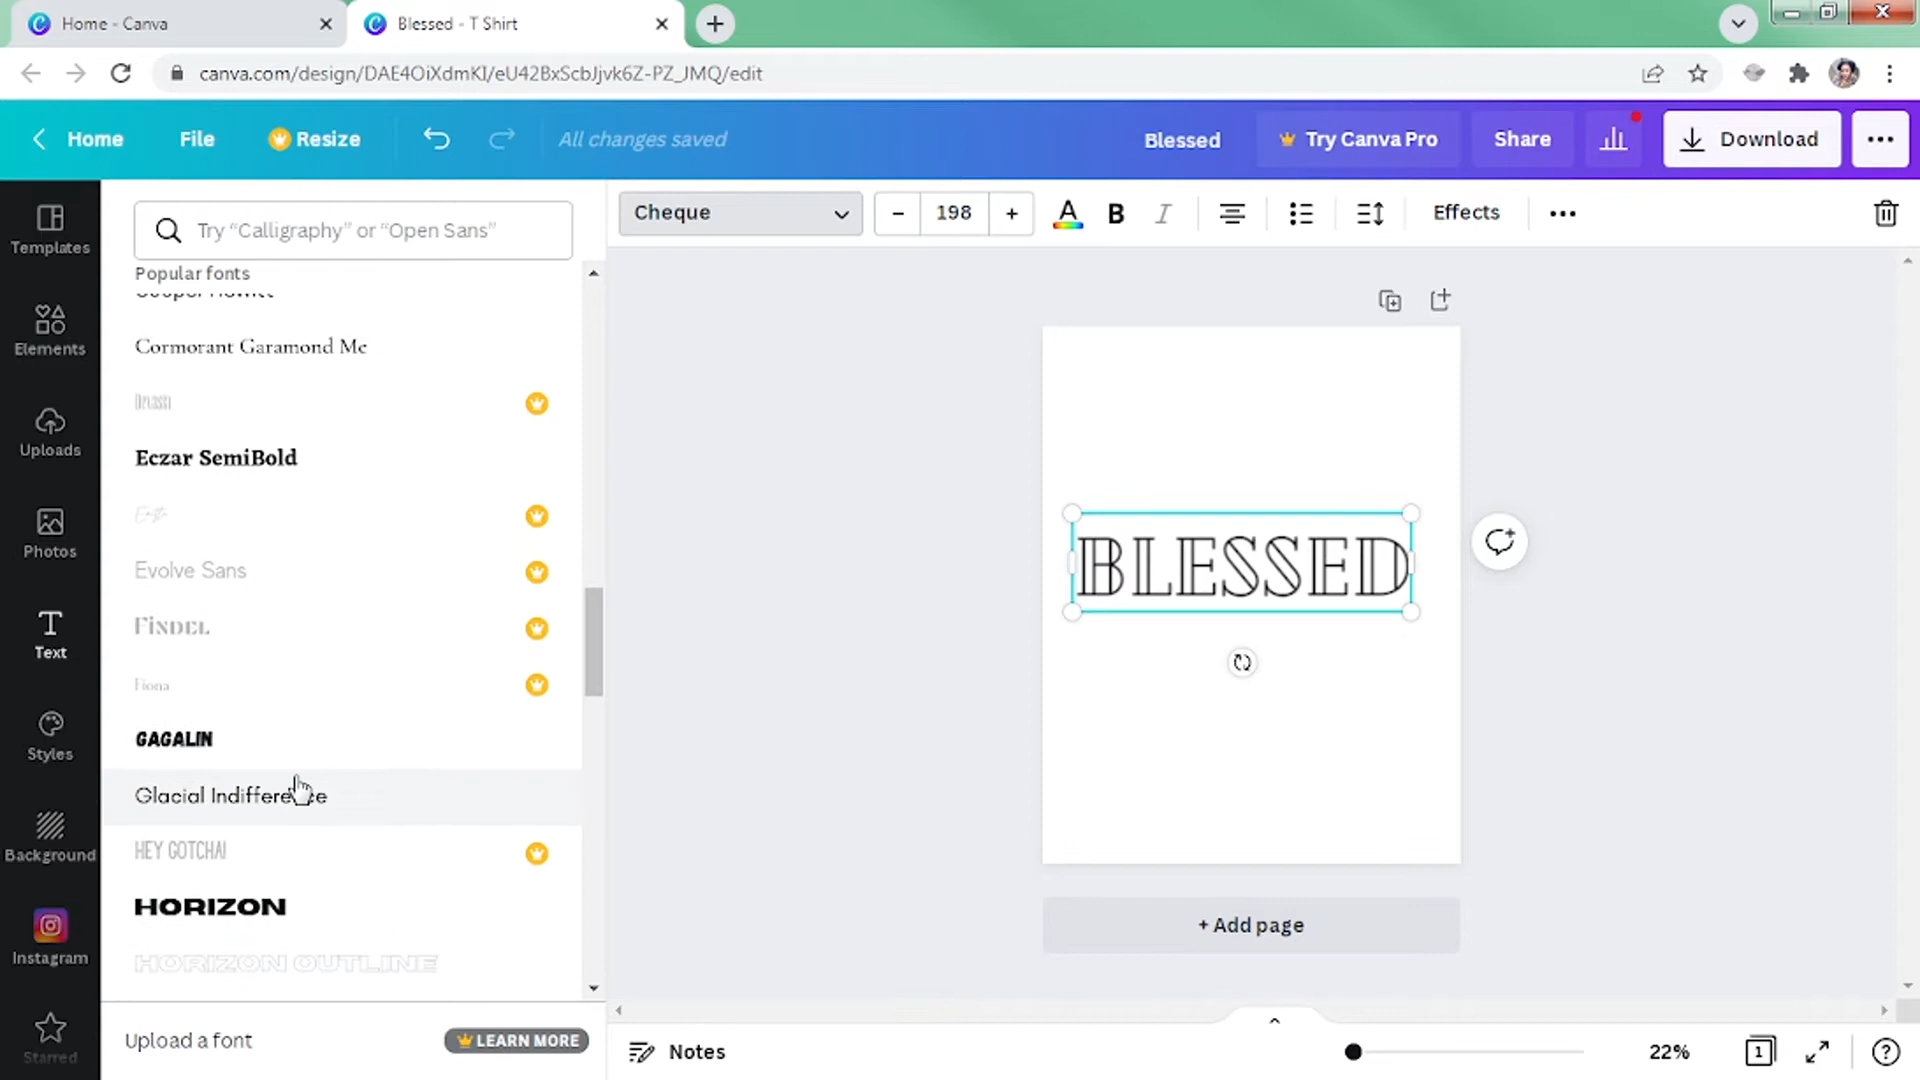 Home - Canva
Blessed - T Shirt
canva.com/design/DAE4OiXdmKI/eU42BxScbJjvk6Z-PZ_JMQ/edit
Home
File
Resize
All changes saved
Blessed
Try Canva Pro
Share
Download
Templates
Elements
Uploads
Photos
Text
Styles
Background
Instagram
Starred
Try “Calligraphy” or “Open Sans”
Popular fonts
Cooper Hewitt
Cormorant Garamond Me
Eczar SemiBold
Evolve Sans
FINDEL
Fiona
GAGALIN
Glacial Indifference
HEY GOTCHA!
HORIZON
HORIZON OUTLINE
Upload a font
LEARN MORE
Cheque
198
A
B
I
Effects
BLESSED
+ Add page
Notes
22%
1